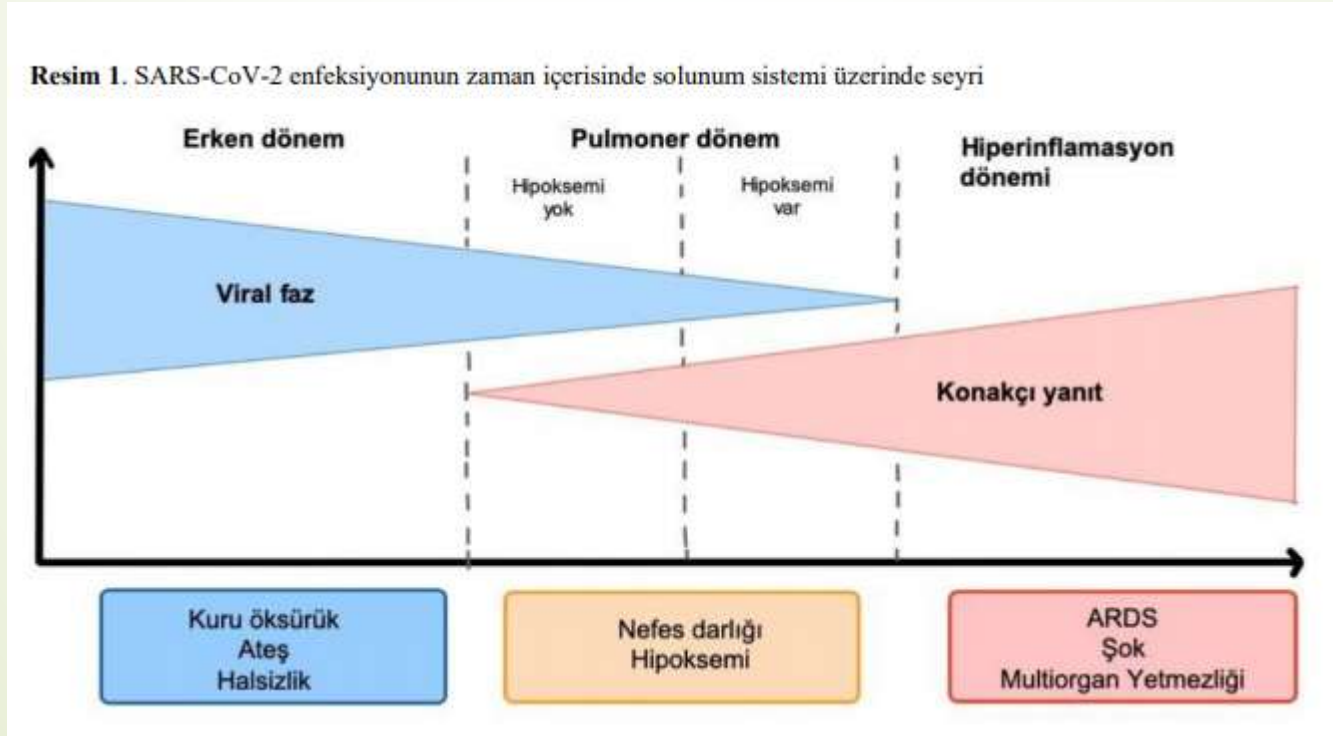 Resim 1. SARS-CoV-2 enfeksiyonunun zaman içerisinde solunum sistemi üzerinde seyri
Erken dönem
Pulmoner dönem
Hiperinflamasyon
dönemi
Hipoksemi
yok
Hipoksemi
var
Viral faz
Konakçı yanıt
Kuru öksürük
Ateş
Halsizlik
Nefes darlığı
Hipoksemi
ARDS
Şok
Multiorgan Yetmezliği